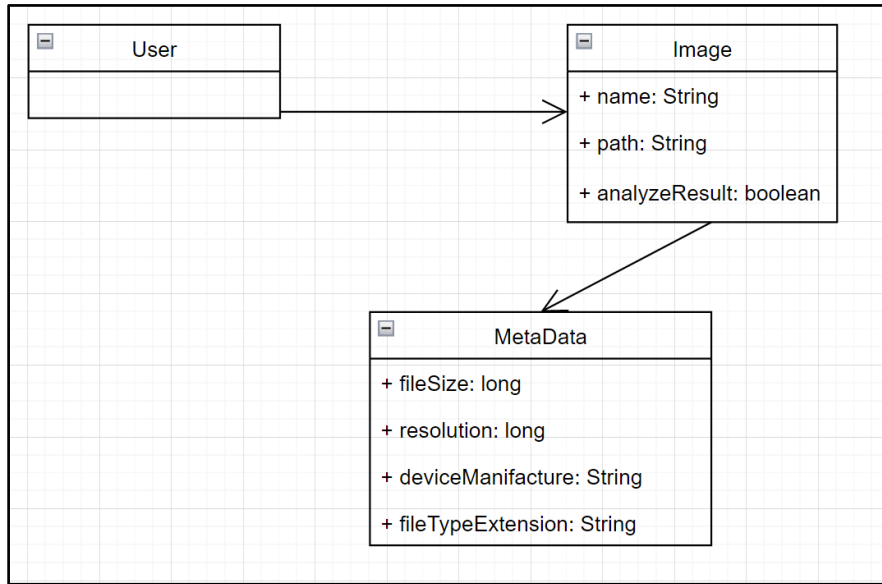 User
Image
+ name: String
+ path: String
+ analyzeResult: boolean
MetaData
+ fileSize: long
+ resolution: long
+ deviceManifacture: String
+ fileTypeExtension: String